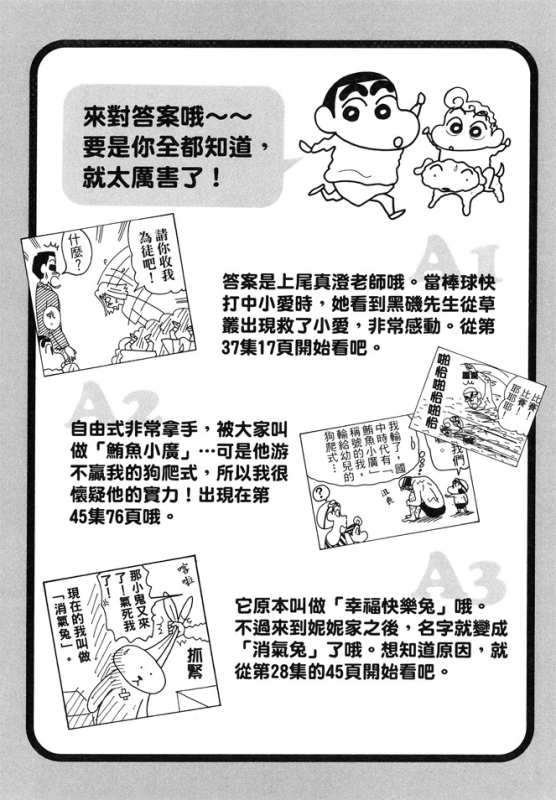 來對答案哦～～
要是你全都知道，
就太厲害了！
A1
請你收我
為徒吧！
什麼？
答案是上尾真澄老師哦。當棒球快
打中小愛時，她看到黑磯先生從草
叢出現救了小愛，非常感動。從第
37集17頁開始看吧。
A2
自由式非常拿手，被大家叫
做「鮪魚小廣」…可是他游
不贏我的狗爬式，所以我很
懷疑他的實力！出現在第
45集76頁哦。
比賽！
耶耶耶
啪恰啪恰啪恰
我們
我輸了，國
中時代有「
鮪魚小廣」
稱號的我，
輸給幼兒的
狗爬式…
沮喪
?
A3
它原本叫做「幸福快樂兔」哦。
不過來到妮妮家之後，名字就變成
「消氣兔」了哦。想知道原因，就
從第28集的45頁開始看吧。
那小鬼又來
了！氣死我
了！
抓緊
現在的我叫做
「消氣兔」。